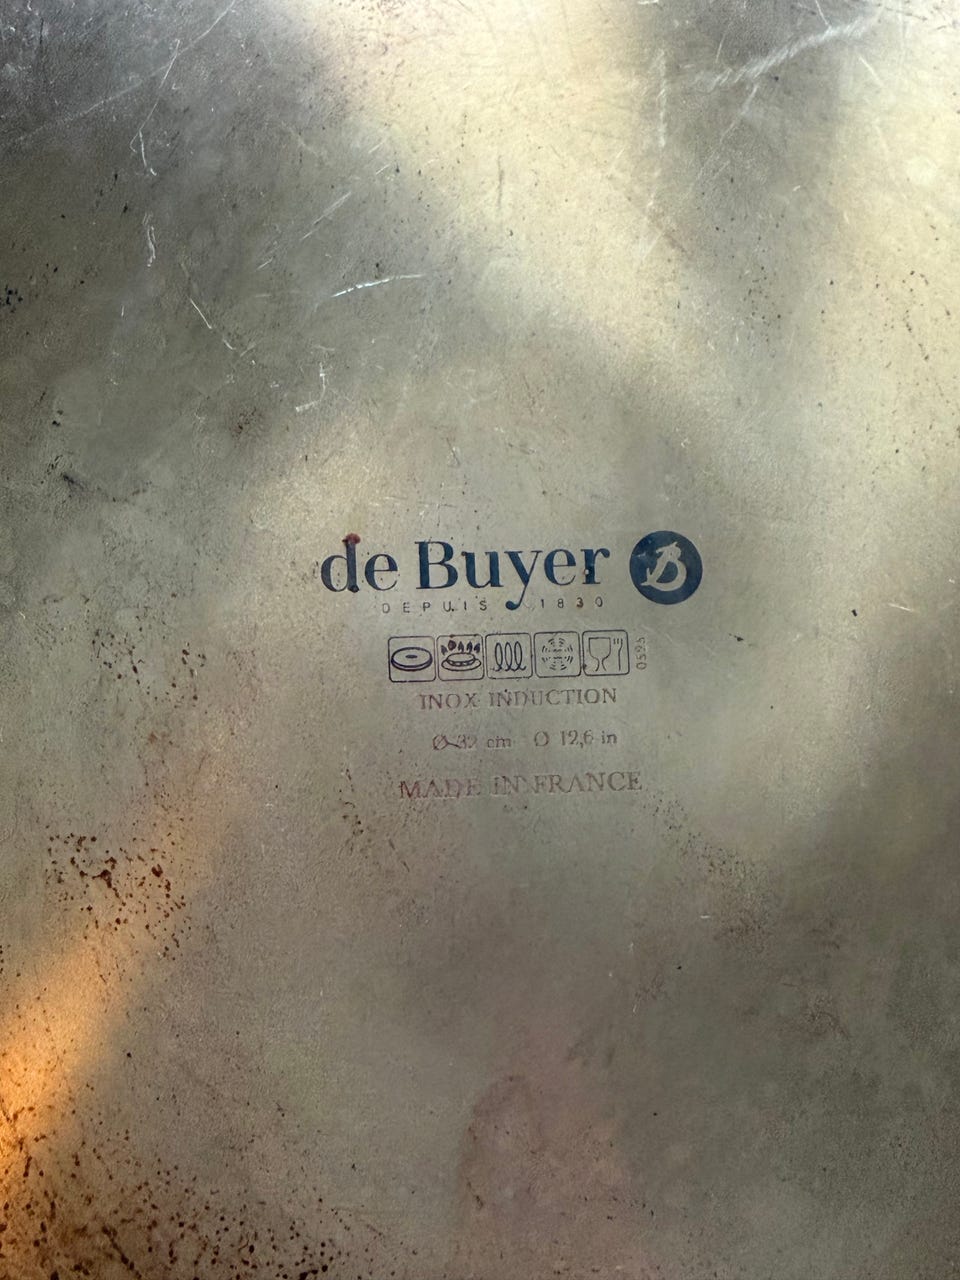 de Buyer B
DEPUIS 1830
0525
INOX INDUCTION
Ø 32 cm Ø 12,6 in
MADE IN FRANCE